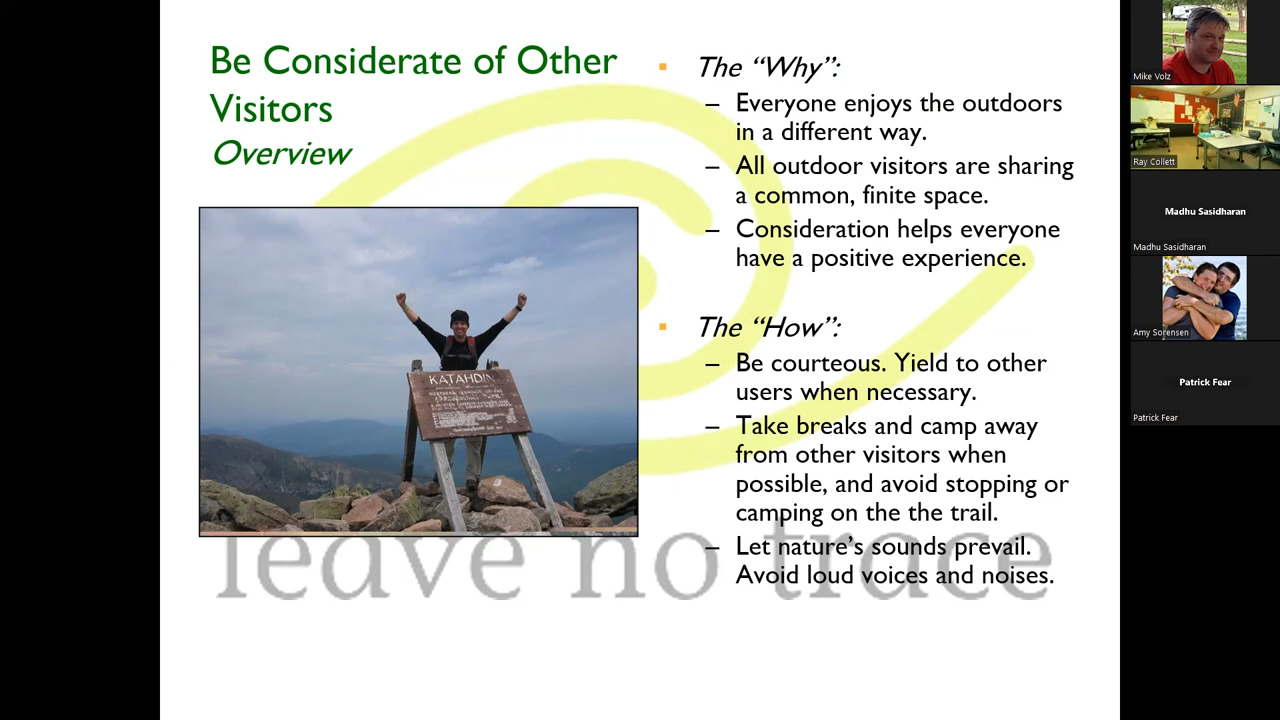 Be Considerate of Other
Visitors
Overview
KATAHDIN
The “Why”:
– Everyone enjoys the outdoors
in a different way.
– All outdoor visitors are sharing
a common, finite space.
– Consideration helps everyone
have a positive experience.
The “How”:
– Be courteous. Yield to other
users when necessary.
– Take breaks and camp away
from other visitors when
possible, and avoid stopping or
camping on the the trail.
– Let nature’s sounds prevail.
Avoid loud voices and noises.
leave no trace
Mike Volz
Ray Collett
Madhu Sasidharan
Madhu Sasidharan
Amy Sorensen
Patrick Fear
Patrick Fear